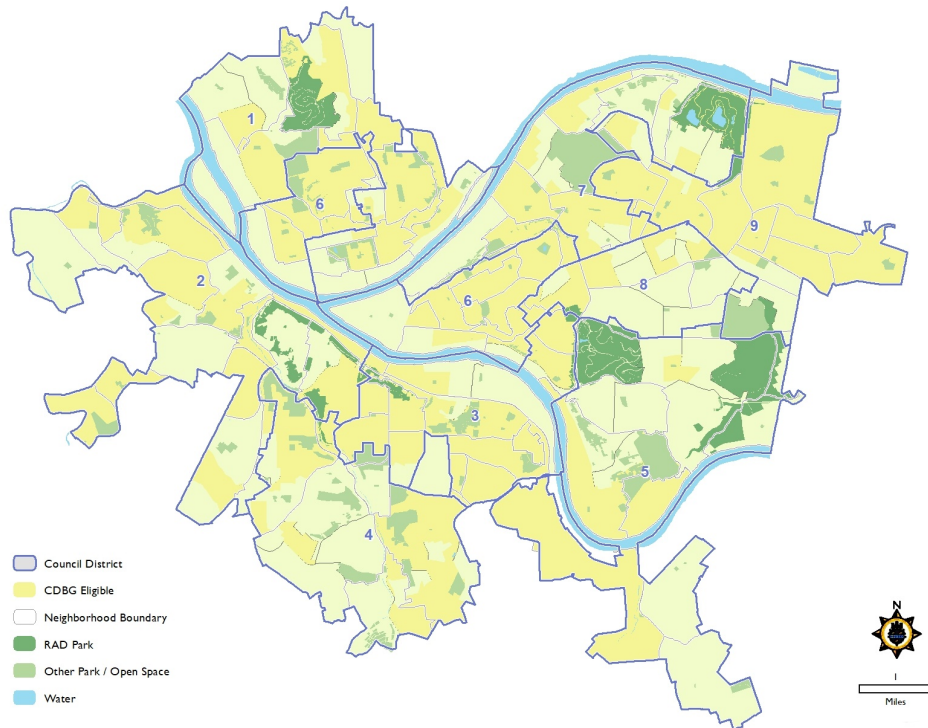 1
6
7
9
2
6
8
3
5
4
Council District
CDBG Eligible
Neighborhood Boundary
RAD Park
Other Park / Open Space
Water
N
1
Miles